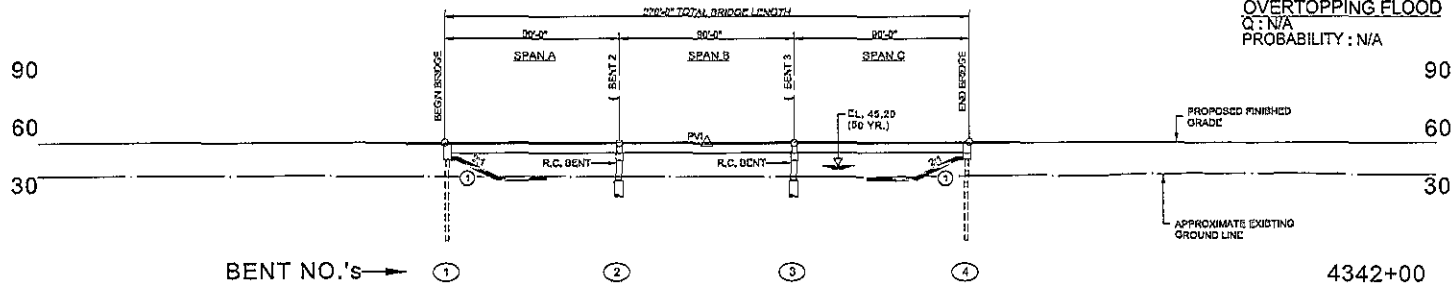 OVERTOPPING FLOOD
Q : N/A
PROBABILITY : N/A
270'-0" TOTAL BRIDGE LENGTH
90'-0" 90'-0" 90'-0"
SPAN A SPAN B SPAN C
BEGIN BRIDGE
BENT 2
BENT 3
END BRIDGE
90 90
60 60
30 30
EL. 45.20
(50 YR.)
PROPOSED FINISHED
GRADE
PVI
R.C. BENT R.C. BENT
2:1 2:1
1 1
APPROXIMATE EXISTING
GROUND LINE
BENT NO.'s 1 2 3 4 4342+00